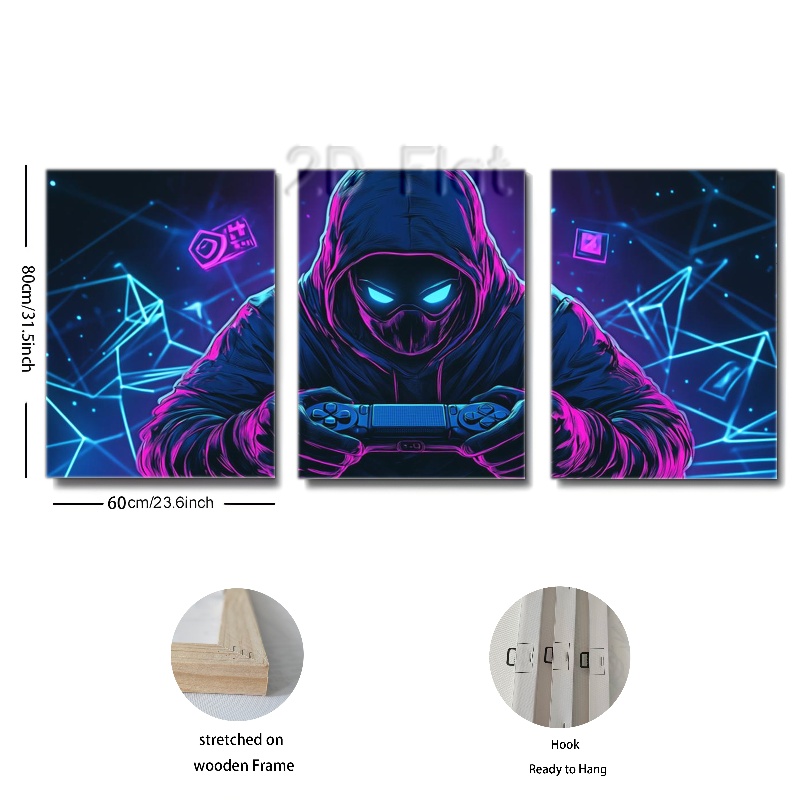 2D Flat
80cm/31.5inch
60cm/23.6inch
stretched on
wooden Frame
Hook
Ready to Hang